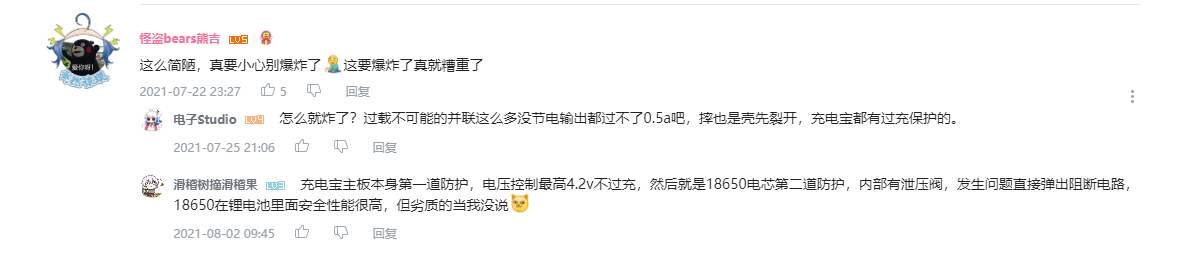 怪盗bears熊吉 LV5
这么简陋，真要小心别爆炸了 这要爆炸了真就糟重了
2021-07-22 23:27 5 回复
电子Studio LV4 怎么就炸了？过载不可能的并联这么多没节电输出都过不了0.5a吧，摔也是壳先裂开，充电宝都有过充保护的。
2021-07-25 21:06 回复
滑稽树摘滑稽果 LV3 充电宝主板本身第一道防护，电压控制最高4.2v不过充，然后就是18650电芯第二道防护，内部有泄压阀，发生问题直接弹出阻断电路，
18650在锂电池里面安全性能很高，但劣质的当我没说
2021-08-02 09:45 回复